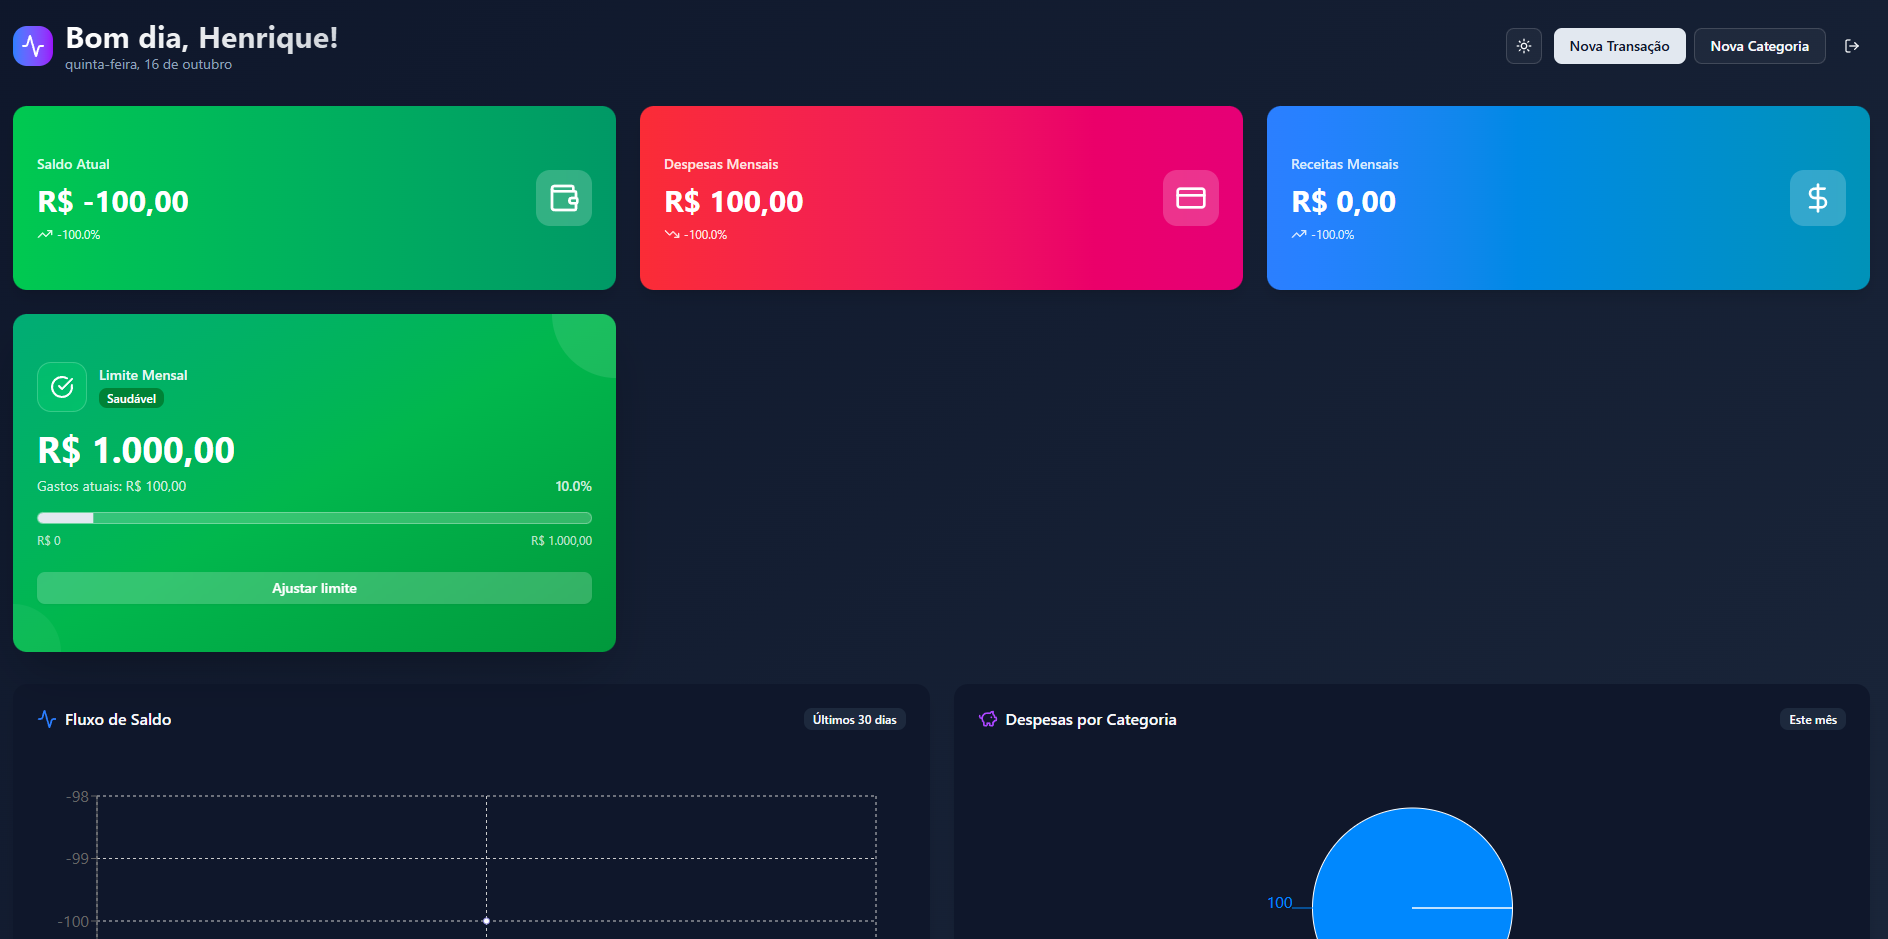 Bom dia, Henrique!
quinta-feira, 16 de outubro
Nova Transação
Nova Categoria
Saldo Atual
R$ -100,00
-100.0%
Despesas Mensais
R$ 100,00
-100.0%
Receitas Mensais
R$ 0,00
-100.0%
Limite Mensal
Saudável
R$ 1.000,00
Gastos atuais: R$ 100,00
10.0%
R$ 0
R$ 1.000,00
Ajustar limite
Fluxo de Saldo
Últimos 30 dias
-98
-99
-100
Despesas por Categoria
Este mês
100